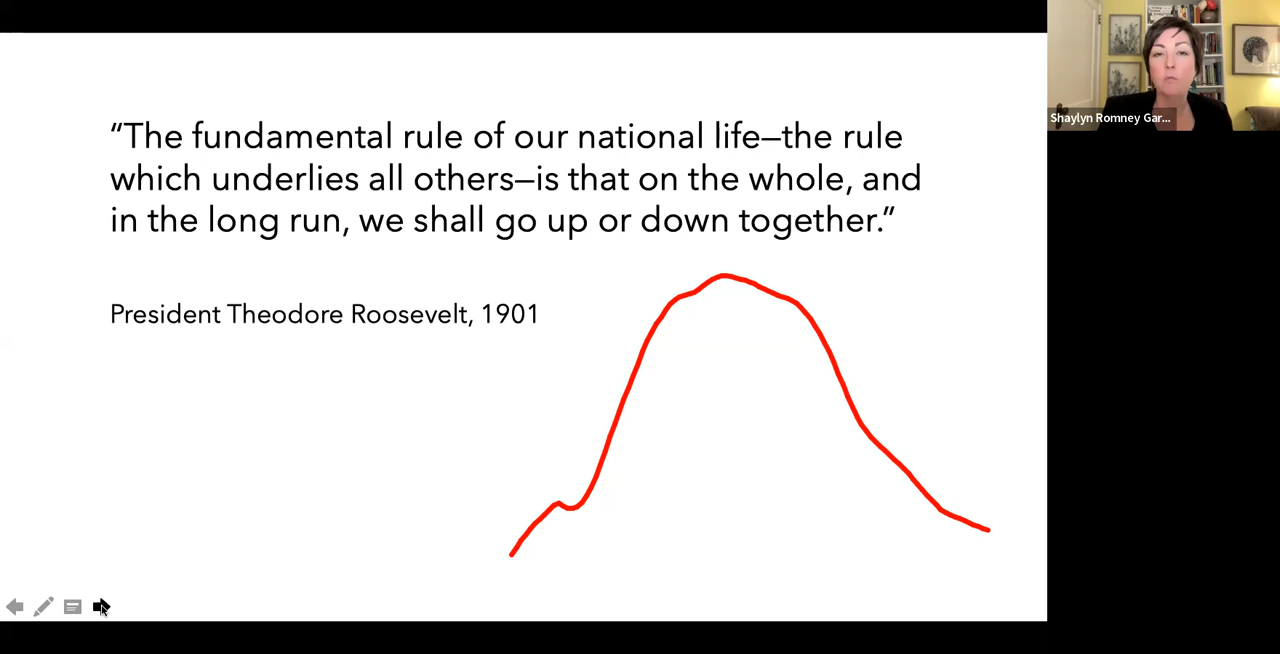 “The fundamental rule of our national life—the rule
which underlies all others—is that on the whole, and
in the long run, we shall go up or down together.”
President Theodore Roosevelt, 1901
Shaylyn Romney Gar...